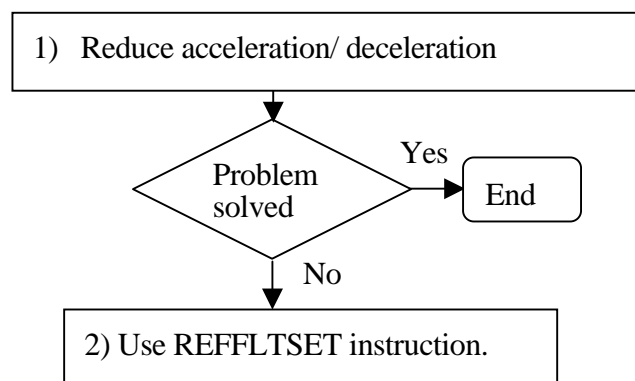 1) Reduce acceleration/ deceleration
Problem
solved
Yes
End
No
2) Use REFFLTSET instruction.